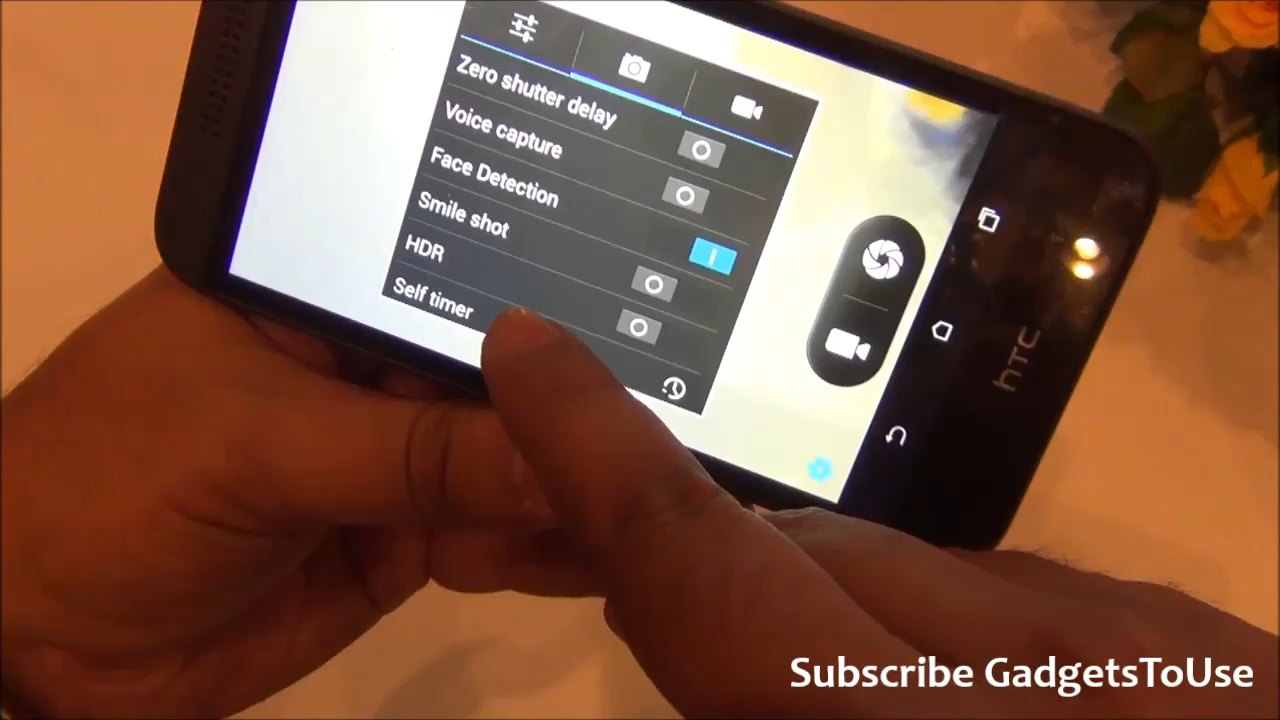 Zero shutter delay
Voice capture
Face Detection
Smile shot
HDR
Self timer
hTC
Subscribe GadgetsToUse